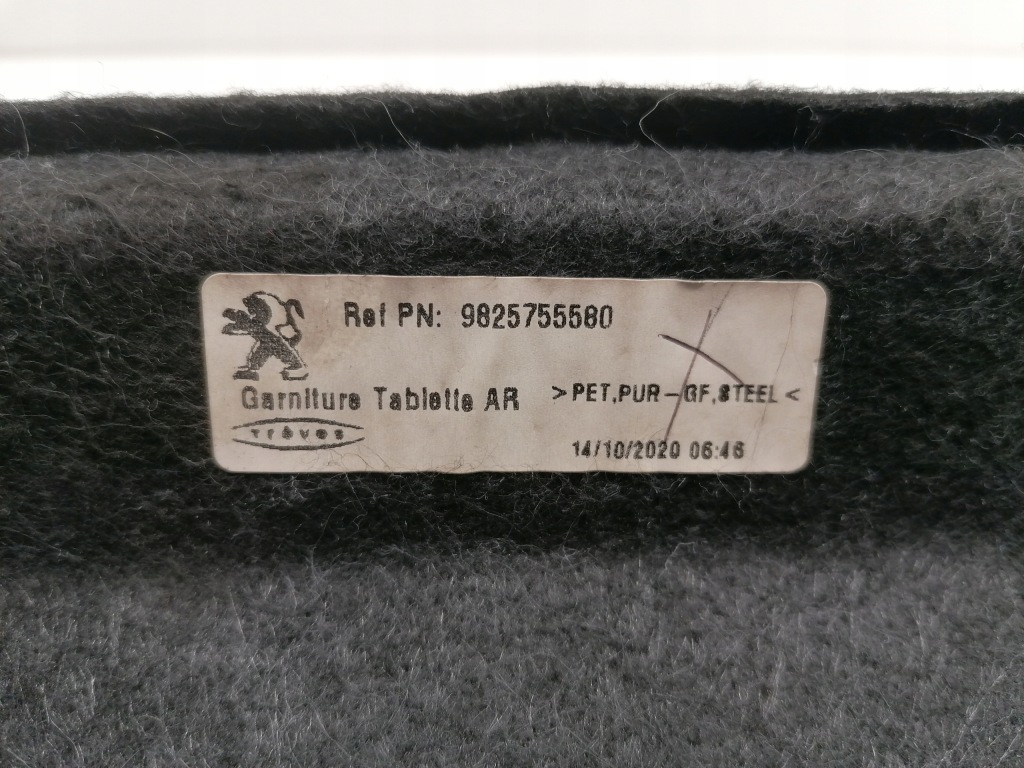 Ref PN: 9825755580
Garniture Tablette AR >PET,PUR-GF,STEEL<
Trèves
14/10/2020 06:46